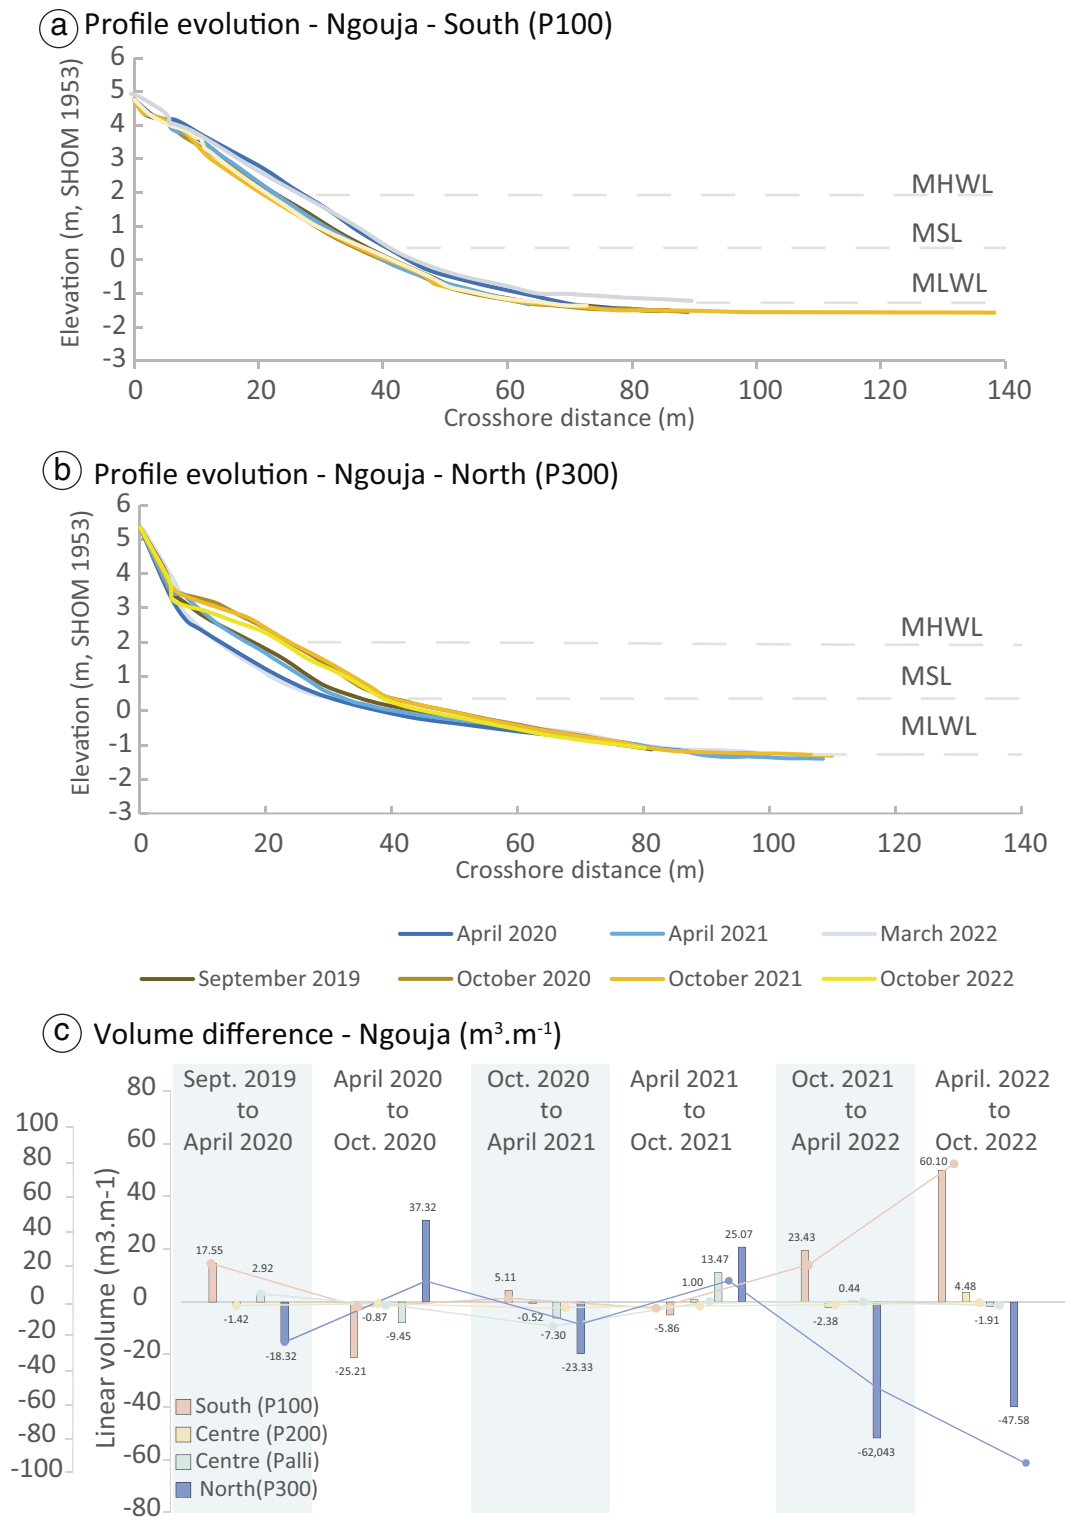 a Profile evolution - Ngouja - South (P100)
Elevation (m, SHOM 1953)
6
5
4
3
2
1
0
-1
-2
-3
MHWL
MSL
MLWL
0 20 40 60 80 100 120 140
Crosshore distance (m)
b Profile evolution - Ngouja - North (P300)
Elevation (m, SHOM 1953)
6
5
4
3
2
1
0
-1
-2
-3
MHWL
MSL
MLWL
0 20 40 60 80 100 120 140
Crosshore distance (m)
April 2020 April 2021 March 2022
September 2019 October 2020 October 2021 October 2022
c Volume difference - Ngouja (m³.m⁻¹)
Sept. 2019 April 2020 Oct. 2020 April 2021 Oct. 2021 April. 2022
to to to to to to
April 2020 Oct. 2020 April 2021 Oct. 2021 April 2022 Oct. 2022
100
80
60
40
20
0
-20
-40
-60
-80
-100
Linear volume (m3.m-1)
80
60
40
20
0
-20
-40
-60
-80
17.55
-1.42
2.92
-18.32
-25.21
-0.87
-9.45
37.32
5.11
-0.52
-7.30
-23.33
-5.86
1.00
13.47
25.07
23.43
-2.38
0.44
-62,043
60.10
4.48
-1.91
-47.58
South (P100)
Centre (P200)
Centre (Palli)
North(P300)